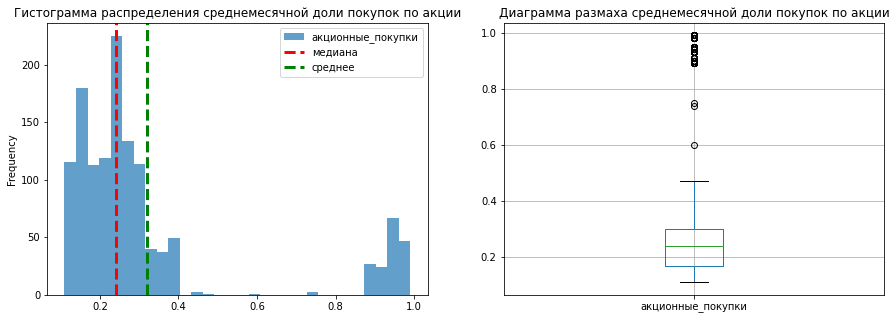 Гистограмма распределения среднемесячной доли покупок по акции
Frequency
200
150
100
50
0
0.2 0.4 0.6 0.8 1.0
акционные_покупки
медиана
среднее
Диаграмма размаха среднемесячной доли покупок по акции
1.0
0.8
0.6
0.4
0.2
акционные_покупки